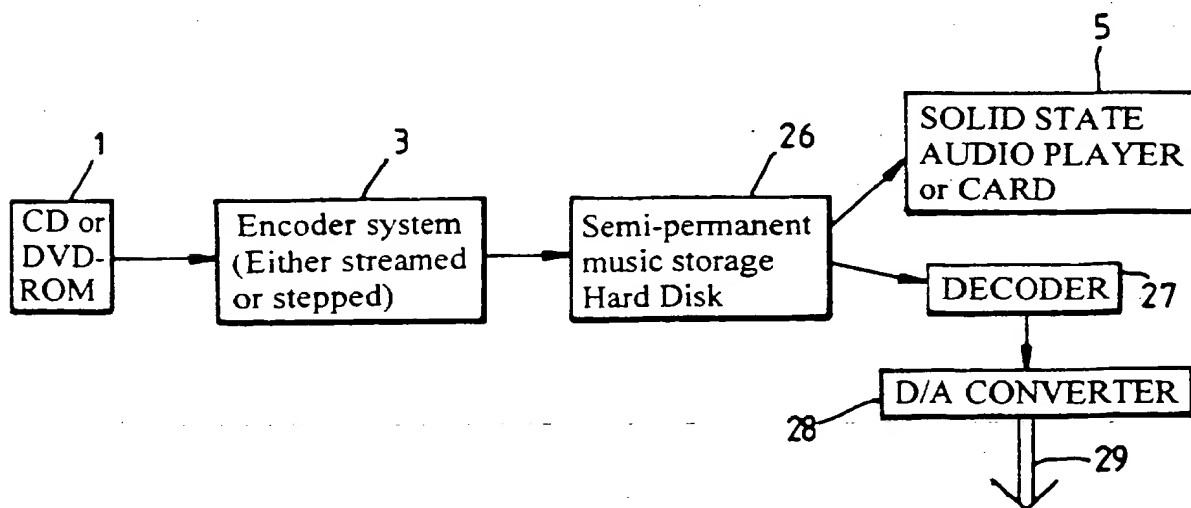 5
SOLID STATE
AUDIO PLAYER
or CARD
1
CD or
DVD-
ROM
3
Encoder system
(Either streamed
or stepped)
26
Semi-permanent
music storage
Hard Disk
DECODER
27
D/A CONVERTER
28
29